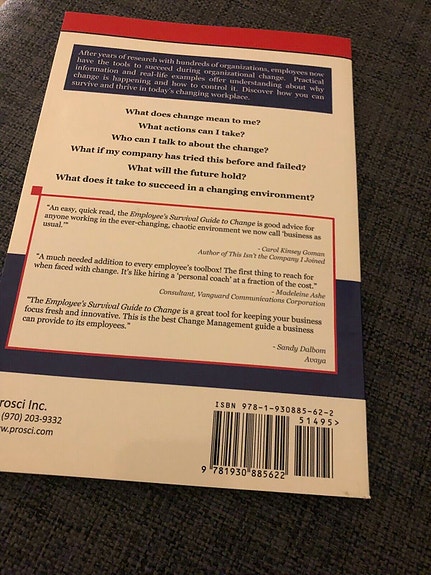 After years of research with hundreds of organizations, employees now
have the tools to succeed during organizational change. Practical
information and real-life examples offer understanding about why
change is happening and how to control it. Discover how you can
survive and thrive in today's changing workplace.
What does change mean to me?
What actions can I take?
Who can I talk to about the change?
What if my company has tried this before and failed?
What will the future hold?
What does it take to succeed in a changing environment?
"An easy, quick read, the Employee's Survival Guide to Change is good advice for
anyone working in the ever-changing, chaotic environment we now call 'business as
usual.'"
- Carol Kinsey Goman
Author of This Isn't the Company I Joined
"A much needed addition to every employee's toolbox! The first thing to reach for
when faced with change. It's like hiring a 'personal coach' at a fraction of the cost."
- Madeleine Ashe
Consultant, Vanguard Communications Corporation
"The Employee's Survival Guide to Change is a great tool for keeping your business
focus fresh and innovative. This is the best Change Management guide a business
can provide to its employees."
- Sandy Dalbom
Avaya
rosci Inc.
(970) 203-9332
ww.prosci.com
ISBN 978-1-930885-62-2
51495>
9 781930 885622